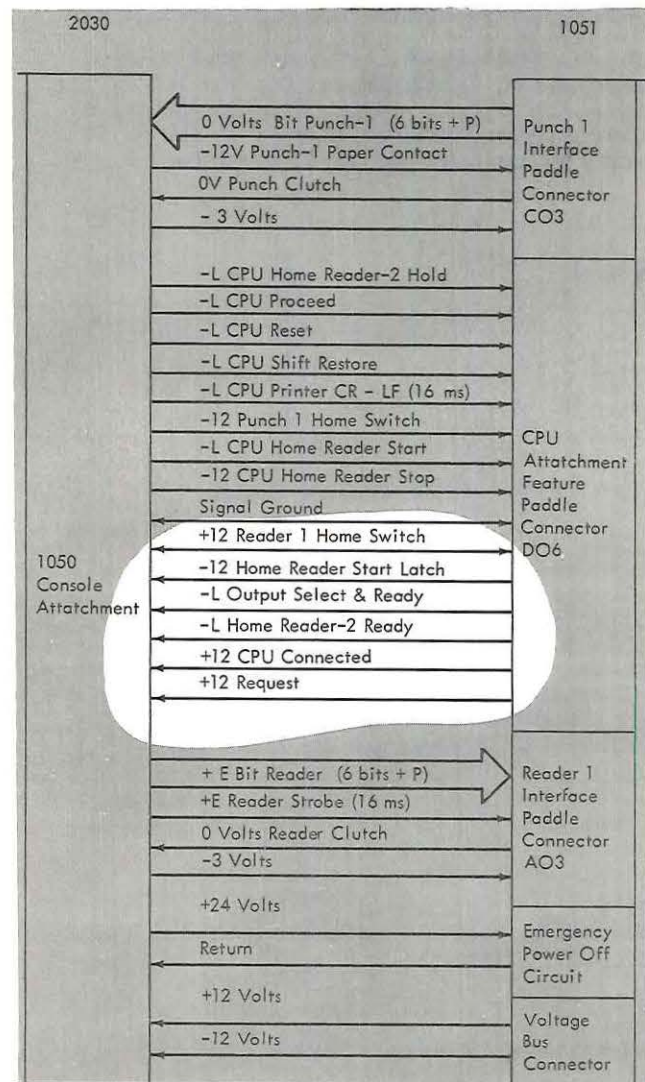 2030
1051
0 Volts Bit Punch-1 (6 bits + P)
-12V Punch-1 Paper Contact
0V Punch Clutch
- 3 Volts
Punch 1
Interface
Paddle
Connector
CO3
-L CPU Home Reader-2 Hold
-L CPU Proceed
-L CPU Reset
-L CPU Shift Restore
-L CPU Printer CR - LF (16 ms)
-12 Punch 1 Home Switch
-L CPU Home Reader Start
-12 CPU Home Reader Stop
Signal Ground
+12 Reader 1 Home Switch
-12 Home Reader Start Latch
-L Output Select & Ready
-L Home Reader-2 Ready
+12 CPU Connected
+12 Request
CPU
Attatchment
Feature
Paddle
Connector
DO6
1050
Console
Attatchment
+ E Bit Reader (6 bits + P)
+E Reader Strobe (16 ms)
0 Volts Reader Clutch
-3 Volts
Reader 1
Interface
Paddle
Connector
AO3
+24 Volts
Return
Emergency
Power Off
Circuit
+12 Volts
-12 Volts
Voltage
Bus
Connector